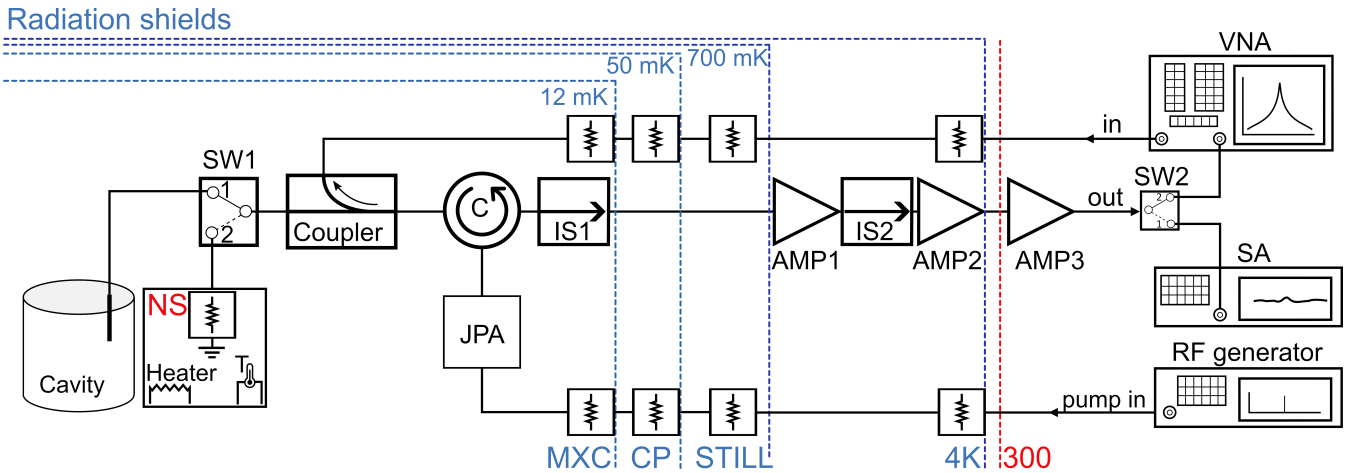 Radiation shields
VNA
50 mK
700 mK
12 mK
in
SW1
SW2
1
2
C
out
2
1
Coupler
IS1
IS2
AMP1
AMP2
AMP3
SA
NS
JPA
RF generator
Heater
T
Cavity
pump in
MXC
CP
STILL
4K
300